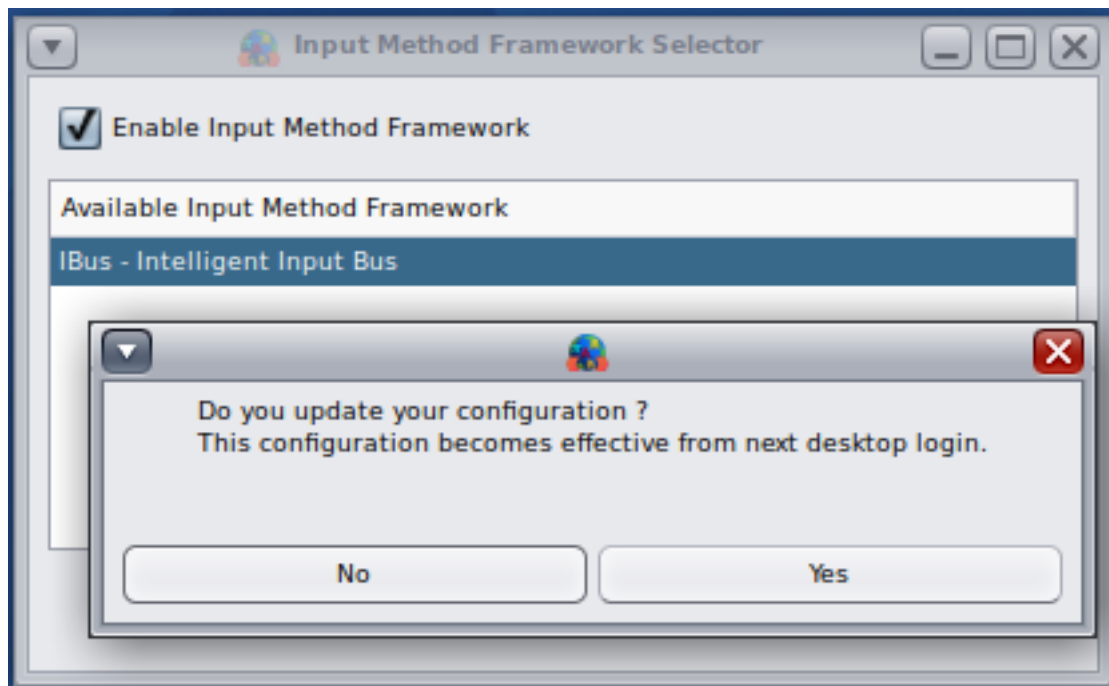 Input Method Framework Selector
Enable Input Method Framework
Available Input Method Framework
IBus - Intelligent Input Bus
Do you update your configuration ?
This configuration becomes effective from next desktop login.
No
Yes